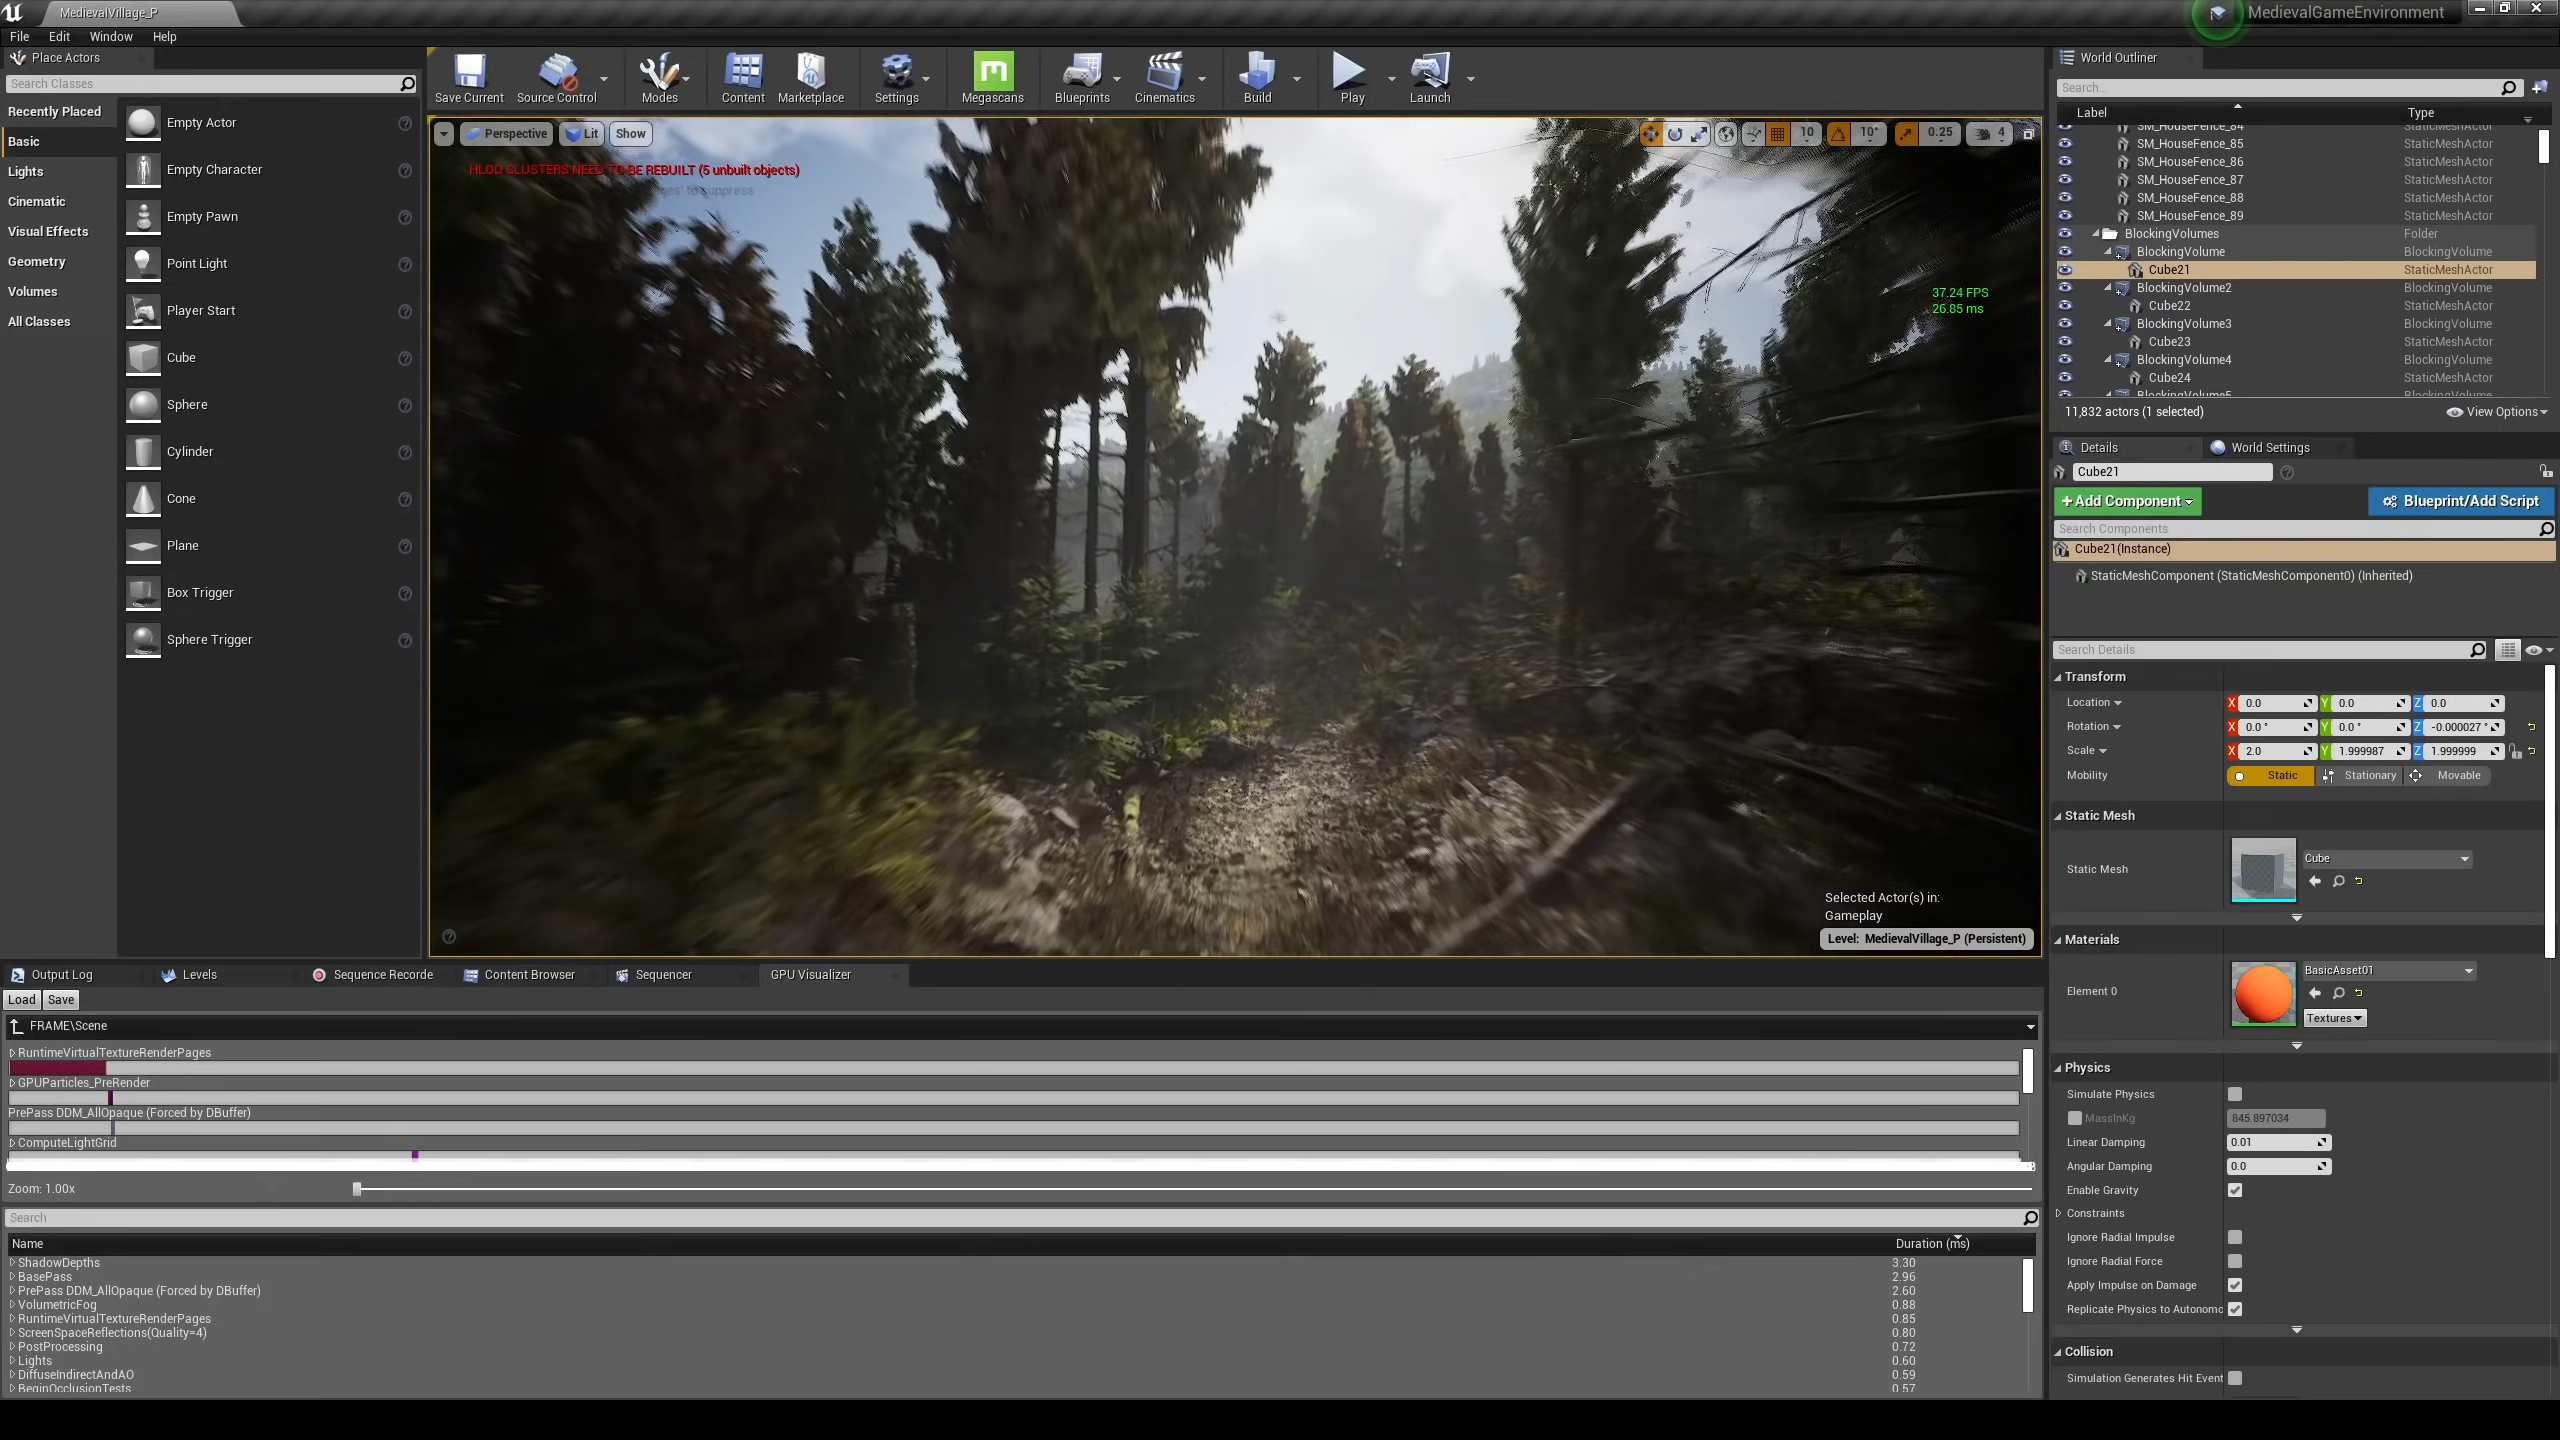 MedievalVillage_P
MedievalGameEnvironment
File Edit Window Help
Place Actors
Search Classes
Recently Placed
Basic
Lights
Cinematic
Visual Effects
Geometry
Volumes
All Classes
Empty Actor
Empty Character
Empty Pawn
Point Light
Player Start
Cube
Sphere
Cylinder
Cone
Plane
Box Trigger
Sphere Trigger
Save Current
Source Control
Modes
Content
Marketplace
Settings
Megascans
Blueprints
Cinematics
Build
Play
Launch
Perspective Lit Show
10 10° 0.25 4
HLOD CLUSTERS NEED TO BE REBUILT (5 unbuilt objects)
to suppress
37.24 FPS
26.85 ms
Selected Actor(s) in:
Gameplay
Level: MedievalVillage_P (Persistent)
World Outliner
Search...
Label Type
SM_HouseFence_84 StaticMeshActor
SM_HouseFence_85 StaticMeshActor
SM_HouseFence_86 StaticMeshActor
SM_HouseFence_87 StaticMeshActor
SM_HouseFence_88 StaticMeshActor
SM_HouseFence_89 StaticMeshActor
BlockingVolumes Folder
BlockingVolume BlockingVolume
Cube21 StaticMeshActor
BlockingVolume2 BlockingVolume
Cube22 StaticMeshActor
BlockingVolume3 BlockingVolume
Cube23 StaticMeshActor
BlockingVolume4 BlockingVolume
Cube24 StaticMeshActor
BlockingVolume5 BlockingVolume
11,832 actors (1 selected) View Options
Details World Settings
Cube21
+Add Component Blueprint/Add Script
Search Components
Cube21(Instance)
StaticMeshComponent (StaticMeshComponent0) (Inherited)
Search Details
Transform
Location X 0.0 Y 0.0 Z 0.0
Rotation X 0.0 ° Y 0.0 ° Z -0.000027 °
Scale X 2.0 Y 1.999987 Z 1.999999
Mobility Static Stationary Movable
Static Mesh
Static Mesh Cube
Materials
Element 0 BasicAsset01
Textures
Physics
Simulate Physics
MassInKg 845.897034
Linear Damping 0.01
Angular Damping 0.0
Enable Gravity
Constraints
Ignore Radial Impulse
Ignore Radial Force
Apply Impulse on Damage
Replicate Physics to Autonomo
Collision
Simulation Generates Hit Event
Output Log Levels Sequence Recorde Content Browser Sequencer GPU Visualizer
Load Save
FRAME\Scene
RuntimeVirtualTextureRenderPages
GPUParticles_PreRender
PrePass DDM_AllOpaque (Forced by DBuffer)
ComputeLightGrid
Zoom: 1.00x
Search
Name Duration (ms)
ShadowDepths 3.30
BasePass 2.96
PrePass DDM_AllOpaque (Forced by DBuffer) 2.60
VolumetricFog 0.88
RuntimeVirtualTextureRenderPages 0.85
ScreenSpaceReflections(Quality=4) 0.80
PostProcessing 0.72
Lights 0.60
DiffuseIndirectAndAO 0.59
BeginOcclusionTests 0.57